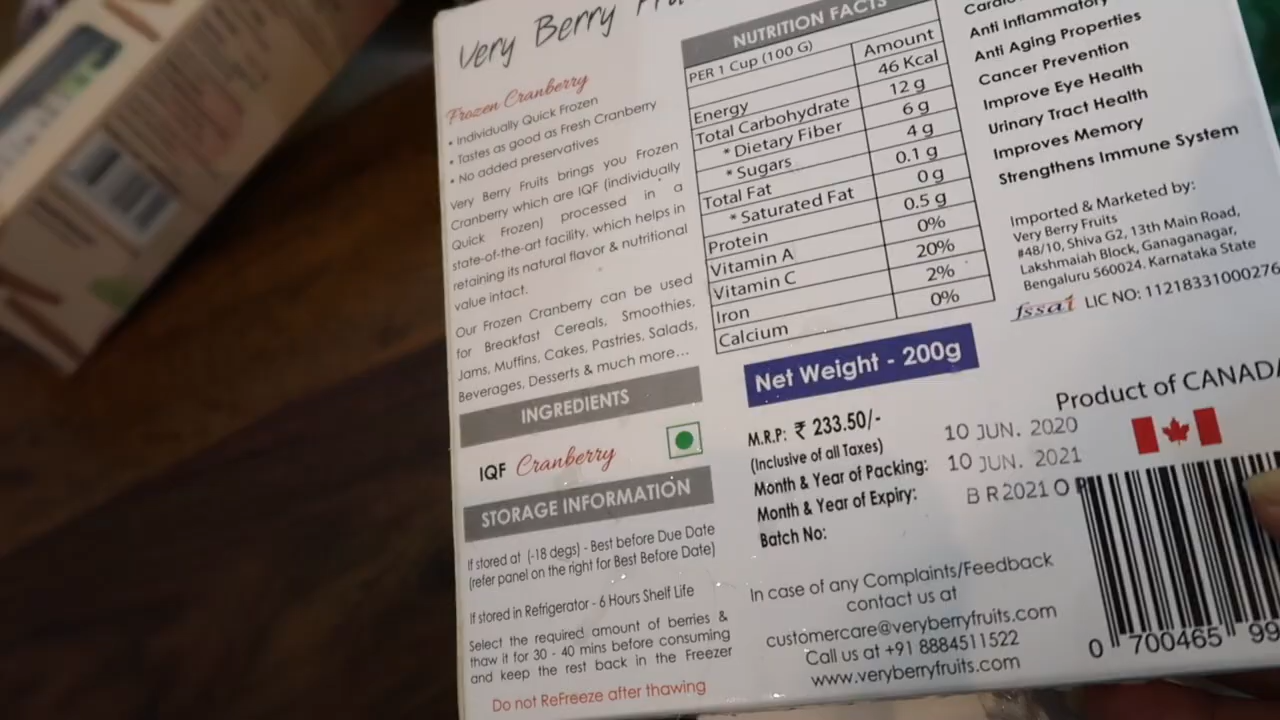 Very Berry
Frozen Cranberry
• Individually Quick Frozen
• Tastes as good as Fresh Cranberry
• No added preservatives
Very Berry Fruits brings you Frozen
Cranberry which are IQF (individually
Quick Frozen) processed in a
state-of-the-art facility, which helps in
retaining its natural flavor & nutritional
value intact.
Our Frozen Cranberry can be used
for Breakfast Cereals, Smoothies,
Jams, Muffins, Cakes, Pastries, Salads,
Beverages, Desserts & much more...
INGREDIENTS
IQF Cranberry
STORAGE INFORMATION
If stored at (-18 degs) - Best before Due Date
(refer panel on the right for Best Before Date)
If stored in Refrigerator - 6 Hours Shelf Life
Select the required amount of berries &
thaw it for 30 - 40 mins before consuming
and keep the rest back in the Freezer
Do not ReFreeze after thawing
NUTRITION FACTS
PER 1 Cup (100 G)
Amount
Energy 46 Kcal
Total Carbohydrate 12 g
* Dietary Fiber 6 g
* Sugars 4 g
Total Fat 0.1 g
* Saturated Fat 0 g
Protein 0.5 g
Vitamin A 0%
Vitamin C 20%
Iron 2%
Calcium 0%
Net Weight - 200g
M.R.P: ₹ 233.50/-
(Inclusive of all Taxes)
Month & Year of Packing: 10 JUN. 2020
Month & Year of Expiry: 10 JUN. 2021
Batch No: B R 2021 O P
In case of any Complaints/Feedback
contact us at
customercare@veryberryfruits.com
Call us at +91 8884511522
www.veryberryfruits.com
Anti Inflammatory
Anti Aging Properties
Cancer Prevention
Improve Eye Health
Urinary Tract Health
Improves Memory
Strengthens Immune System
Imported & Marketed by:
Very Berry Fruits
#48/10, Shiva G2, 13th Main Road,
Lakshmaiah Block, Ganaganagar,
Bengaluru 560024, Karnataka State
fssai LIC NO: 11218331000276
Product of CANADA
0 700465 99